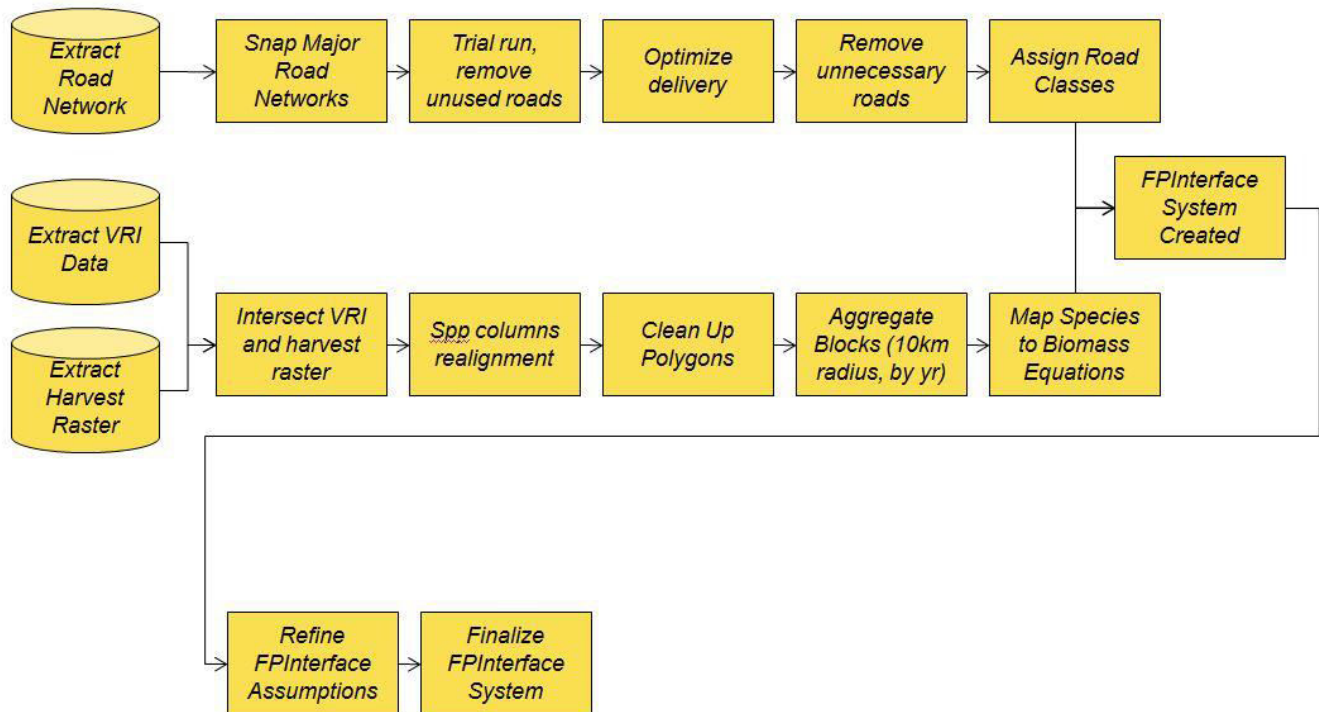 Extract
Road
Network
Snap Major
Road
Networks
Trial run,
remove
unused roads
Optimize
delivery
Remove
unnecessary
roads
Assign Road
Classes
FPInterface
System
Created
Extract VRI
Data
Extract
Harvest
Raster
Intersect VRI
and harvest
raster
Spp columns
realignment
Clean Up
Polygons
Aggregate
Blocks (10km
radius, by yr)
Map Species
to Biomass
Equations
Refine
FPInterface
Assumptions
Finalize
FPInterface
System